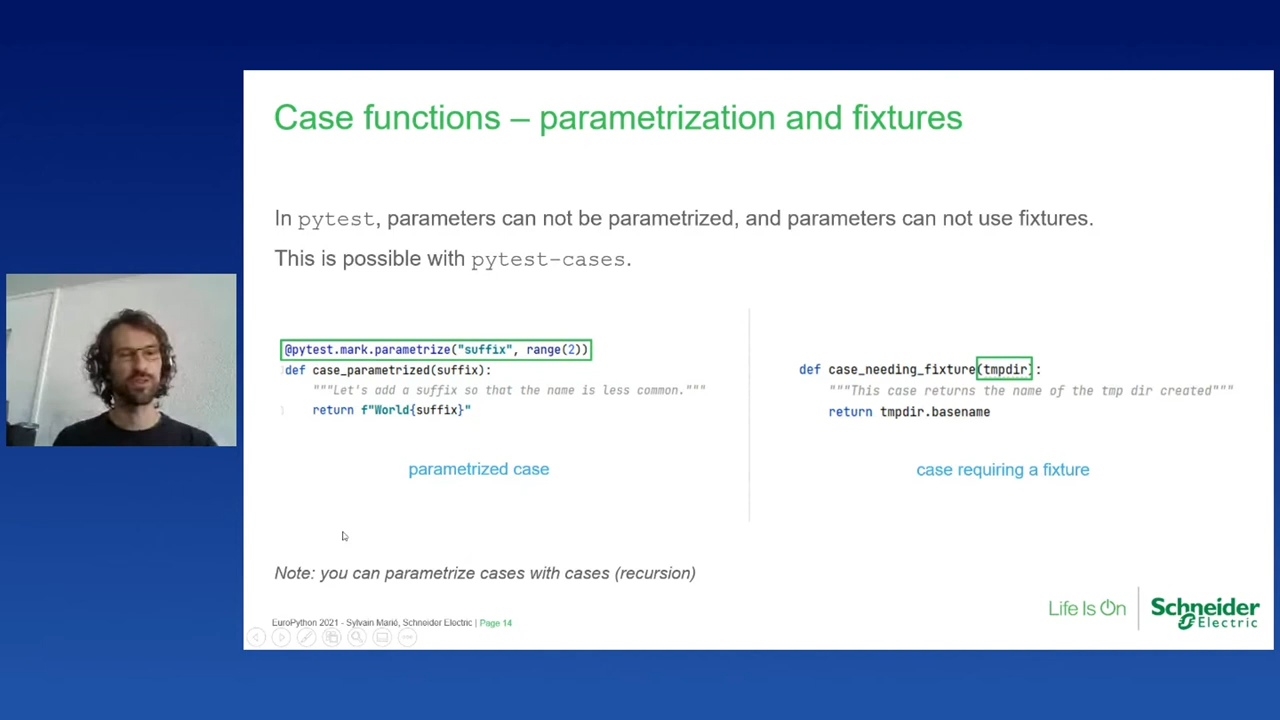 Case functions – parametrization and fixtures
In pytest, parameters can not be parametrized, and parameters can not use fixtures.
This is possible with pytest-cases.
@pytest.mark.parametrize("suffix", range(2))
def case_parametrized(suffix):
"""Let's add a suffix so that the name is less common."""
return f"World{suffix}"
parametrized case
def case_needing_fixture(tmpdir):
"""This case returns the name of the tmp dir created"""
return tmpdir.basename
case requiring a fixture
Note: you can parametrize cases with cases (recursion)
EuroPython 2021 - Sylvain Marié, Schneider Electric | Page 14
Life Is On
Schneider
Electric